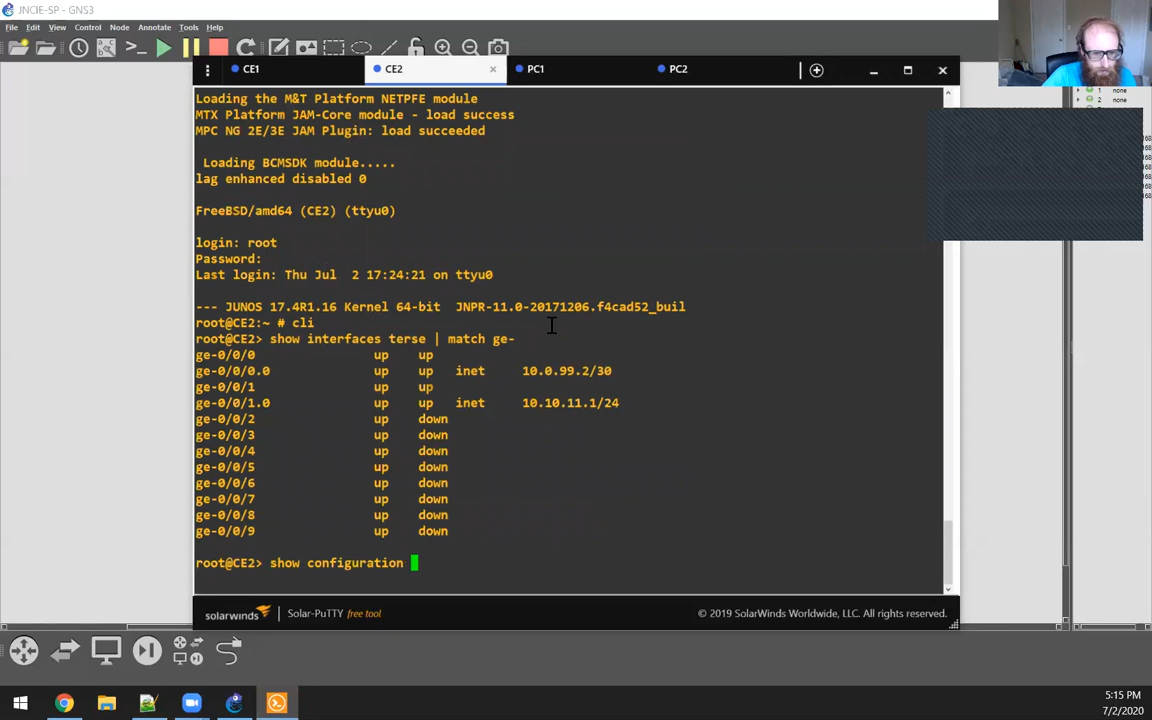 JNCIE-SP - GNS3
File Edit View Control Node Annotate Tools Help
CE1
CE2
PC1
PC2
Loading the M&T Platform NETPFE module
MTX Platform JAM-Core module - load success
MPC NG 2E/3E JAM Plugin: load succeeded
Loading BCMSDK module.....
lag enhanced disabled 0
FreeBSD/amd64 (CE2) (ttyu0)
login: root
Password:
Last login: Thu Jul  2 17:24:21 on ttyu0
--- JUNOS 17.4R1.16 Kernel 64-bit  JNPR-11.0-20171206.f4cad52_buil
root@CE2:~ # cli
root@CE2> show interfaces terse | match ge-
ge-0/0/0 up up
ge-0/0/0.0 up up inet 10.0.99.2/30
ge-0/0/1 up up
ge-0/0/1.0 up up inet 10.10.11.1/24
ge-0/0/2 up down
ge-0/0/3 up down
ge-0/0/4 up down
ge-0/0/5 up down
ge-0/0/6 up down
ge-0/0/7 up down
ge-0/0/8 up down
ge-0/0/9 up down
root@CE2> show configuration
solarwinds Solar-PuTTY free tool © 2019 SolarWinds Worldwide, LLC. All rights reserved.
1 none
2 none
168
168
168
168
168
5:15 PM
7/2/2020